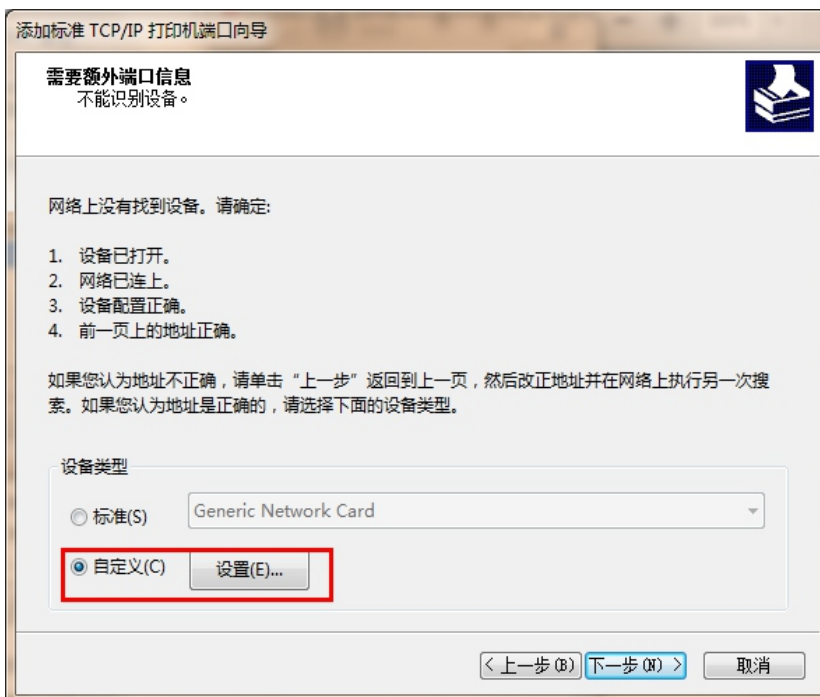 添加标准 TCP/IP 打印机端口向导
需要额外端口信息
不能识别设备。
网络上没有找到设备。请确定:
1. 设备已打开。
2. 网络已连上。
3. 设备配置正确。
4. 前一页上的地址正确。
如果您认为地址不正确，请单击“上一步”返回到上一页，然后改正地址并在网络上执行另一次搜
索。如果您认为地址是正确的，请选择下面的设备类型。
设备类型
标准(S) Generic Network Card
自定义(C) 设置(E)...
< 上一步(B) 下一步(N) > 取消